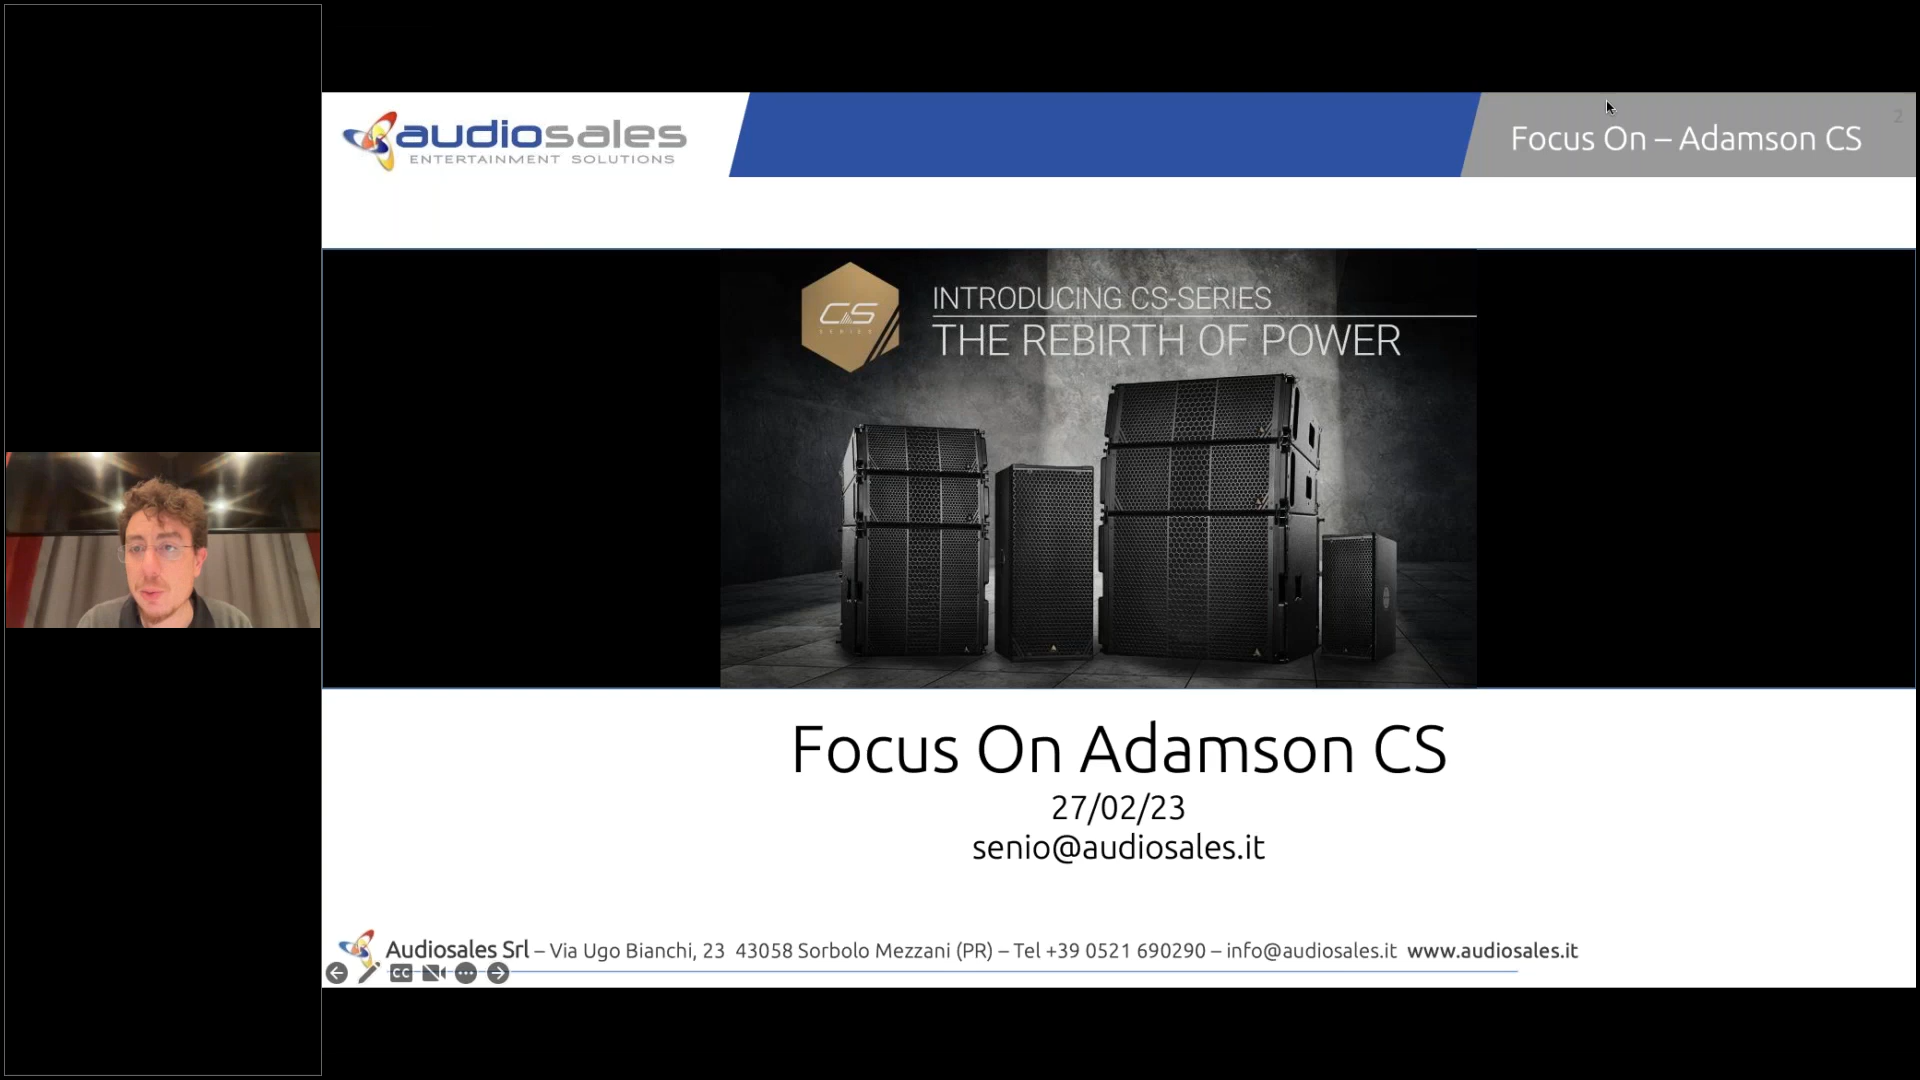 audiosales
ENTERTAINMENT SOLUTIONS
2
Focus On – Adamson CS
CS
SERIES
INTRODUCING CS-SERIES
THE REBIRTH OF POWER
Focus On Adamson CS
27/02/23
senio@audiosales.it
Audiosales Srl – Via Ugo Bianchi, 23 43058 Sorbolo Mezzani (PR) – Tel +39 0521 690290 – info@audiosales.it www.audiosales.it
CC